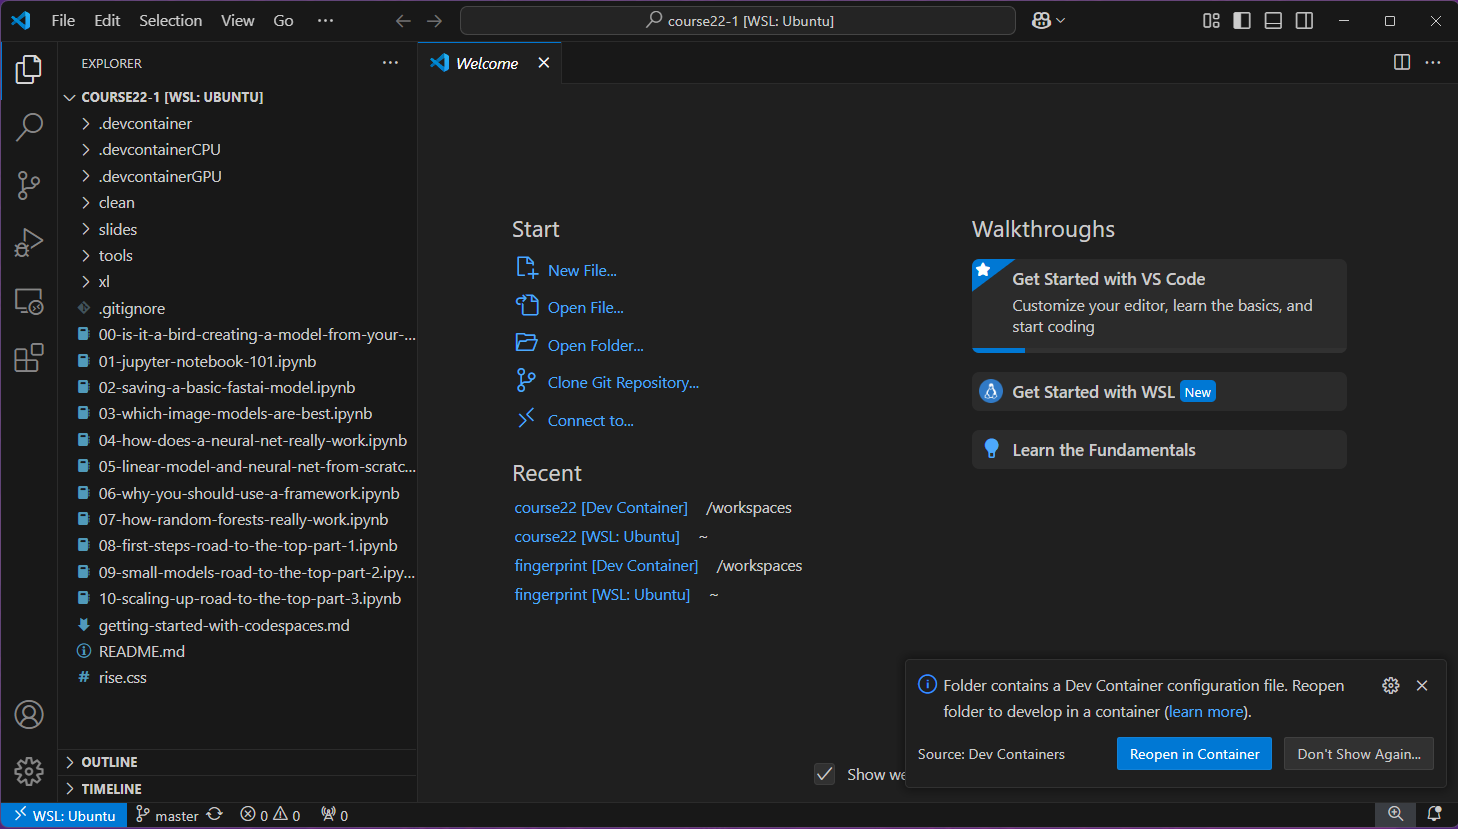 File Edit Selection View Go ···
course22-1 [WSL: Ubuntu]
EXPLORER
COURSE22-1 [WSL: UBUNTU]
.devcontainer
.devcontainerCPU
.devcontainerGPU
clean
slides
tools
xl
.gitignore
00-is-it-a-bird-creating-a-model-from-your-...
01-jupyter-notebook-101.ipynb
02-saving-a-basic-fastai-model.ipynb
03-which-image-models-are-best.ipynb
04-how-does-a-neural-net-really-work.ipynb
05-linear-model-and-neural-net-from-scratc...
06-why-you-should-use-a-framework.ipynb
07-how-random-forests-really-work.ipynb
08-first-steps-road-to-the-top-part-1.ipynb
09-small-models-road-to-the-top-part-2.ipy...
10-scaling-up-road-to-the-top-part-3.ipynb
getting-started-with-codespaces.md
README.md
# rise.css
OUTLINE
TIMELINE
Welcome
Start
New File...
Open File...
Open Folder...
Clone Git Repository...
Connect to...
Recent
course22 [Dev Container] /workspaces
course22 [WSL: Ubuntu] ~
fingerprint [Dev Container] /workspaces
fingerprint [WSL: Ubuntu] ~
Walkthroughs
Get Started with VS Code
Customize your editor, learn the basics, and
start coding
Get Started with WSL New
Learn the Fundamentals
Show we
Folder contains a Dev Container configuration file. Reopen
folder to develop in a container (learn more).
Source: Dev Containers
Reopen in Container
Don't Show Again...
WSL: Ubuntu master 0 0 0